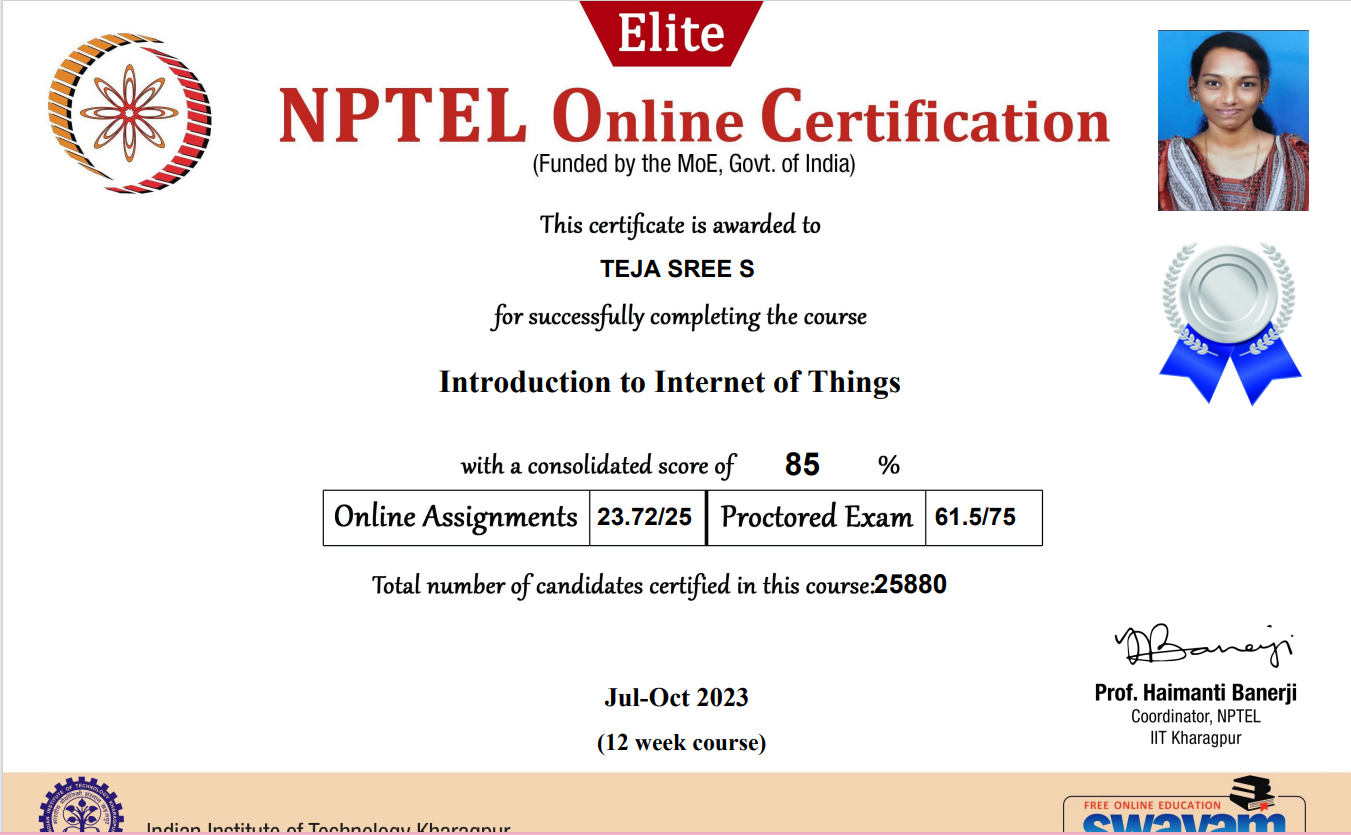 Elite
NPTEL Online Certification
(Funded by the MoE, Govt. of India)
This certificate is awarded to
TEJA SREE S
for successfully completing the course
Introduction to Internet of Things
with a consolidated score of 85 %
Online Assignments 23.72/25 Proctored Exam 61.5/75
Total number of candidates certified in this course:25880
Prof. Haimanti Banerji
Coordinator, NPTEL
IIT Kharagpur
Jul-Oct 2023
(12 week course)
Indian Institute of Technology Kharagpur
FREE ONLINE EDUCATION
swayam